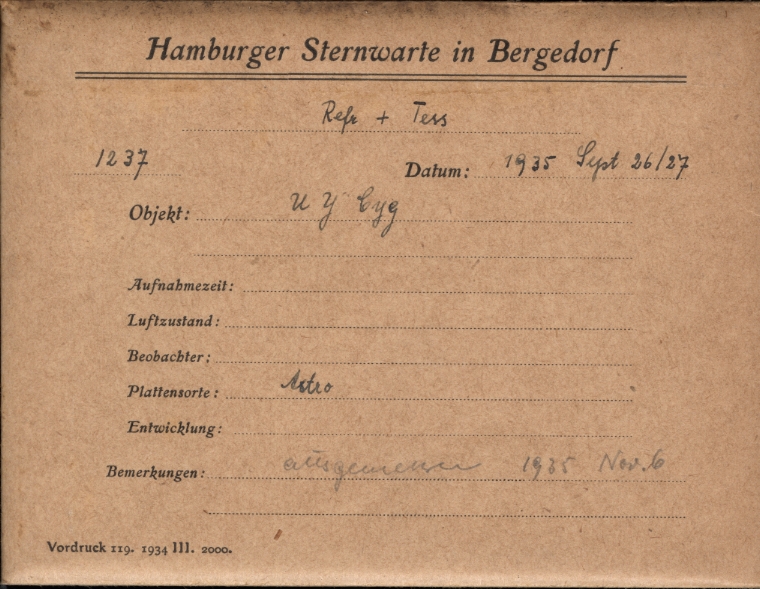 Hamburger Sternwarte in Bergedorf
Refr + Tess
1237 Datum: 1935 Sept 26/27
Objekt: U Y Cyg
Aufnahmezeit:
Luftzustand:
Beobachter:
Plattensorte: Astro
Entwicklung:
Bemerkungen: ausgemessen 1935 Nov. 6
Vordruck 119. 1934 III. 2000.